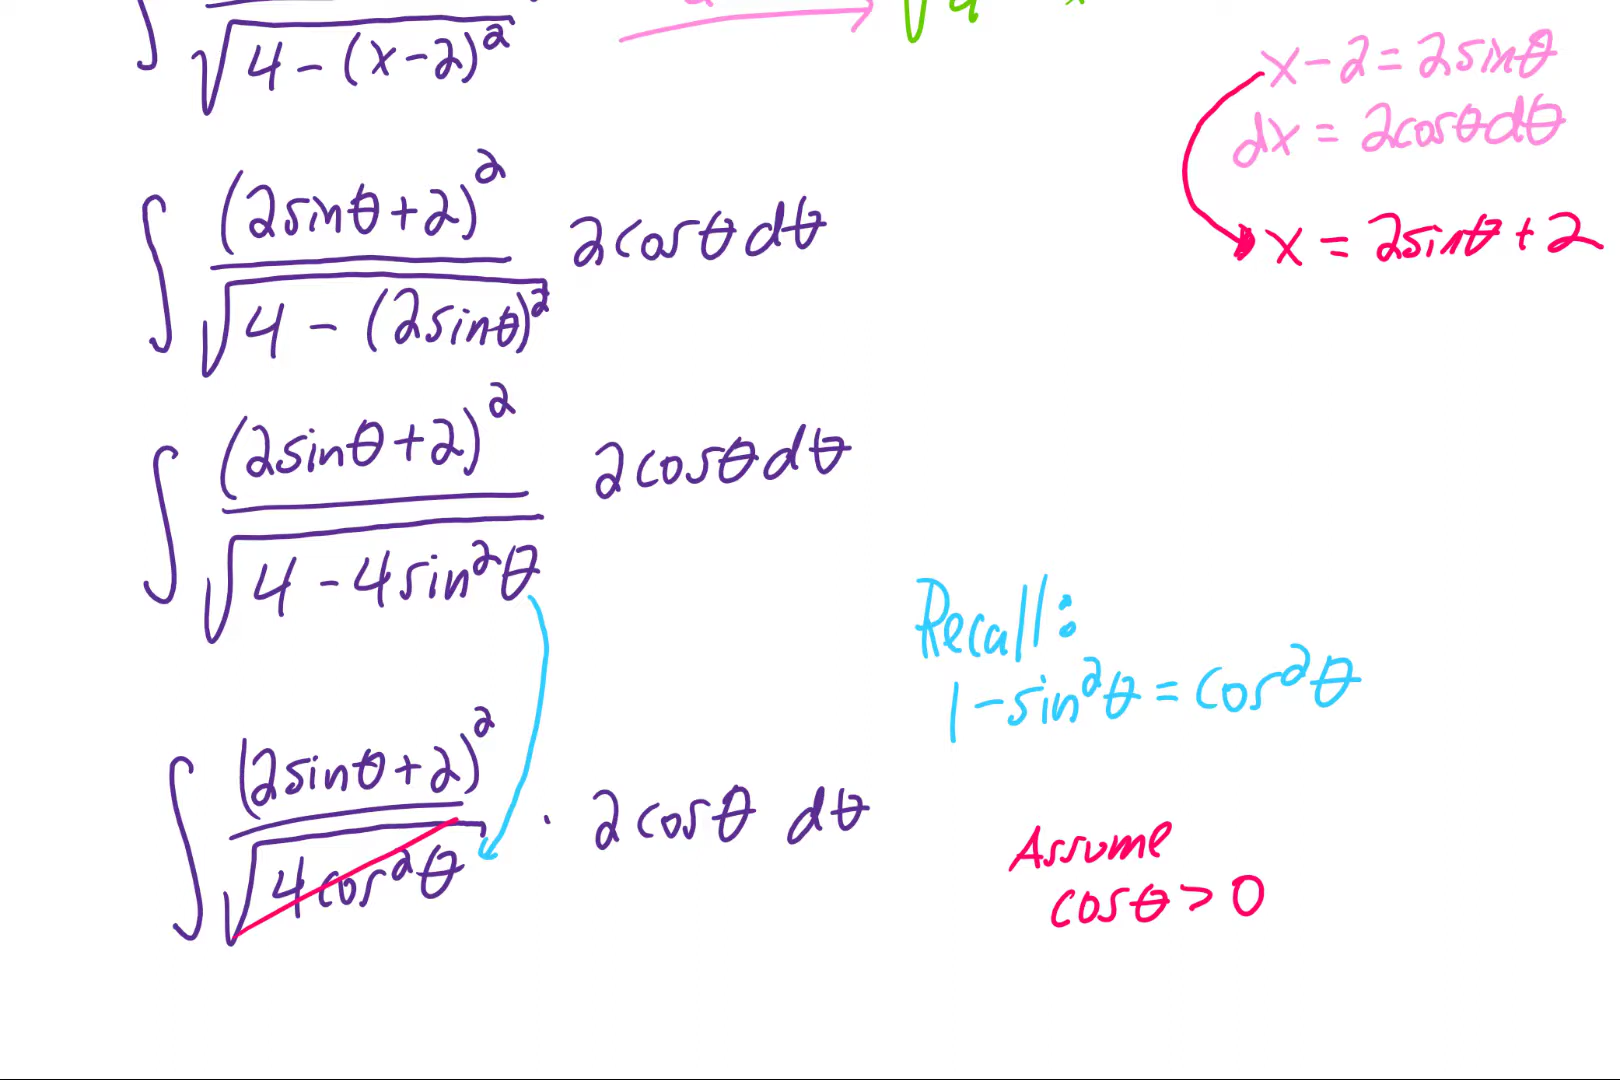 ∫ √(4-(x-2)²)
x-2 = 2sinθ
dx = 2cosθdθ
x = 2sinθ+2
∫ (2sinθ+2)² / √(4-(2sinθ)²) 2cosθdθ
∫ (2sinθ+2)² / √(4-4sin²θ) 2cosθdθ
Recall:
1-sin²θ = cos²θ
∫ (2sinθ+2)² / √(4cos²θ) · 2cosθ dθ
Assume
cosθ > 0